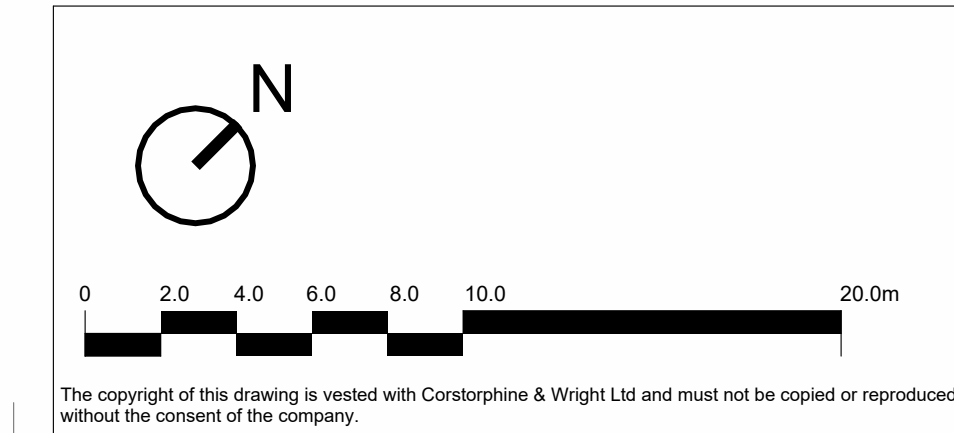 N
0 2.0 4.0 6.0 8.0 10.0 20.0m
The copyright of this drawing is vested with Corstorphine & Wright Ltd and must not be copied or reproduced
without the consent of the company.